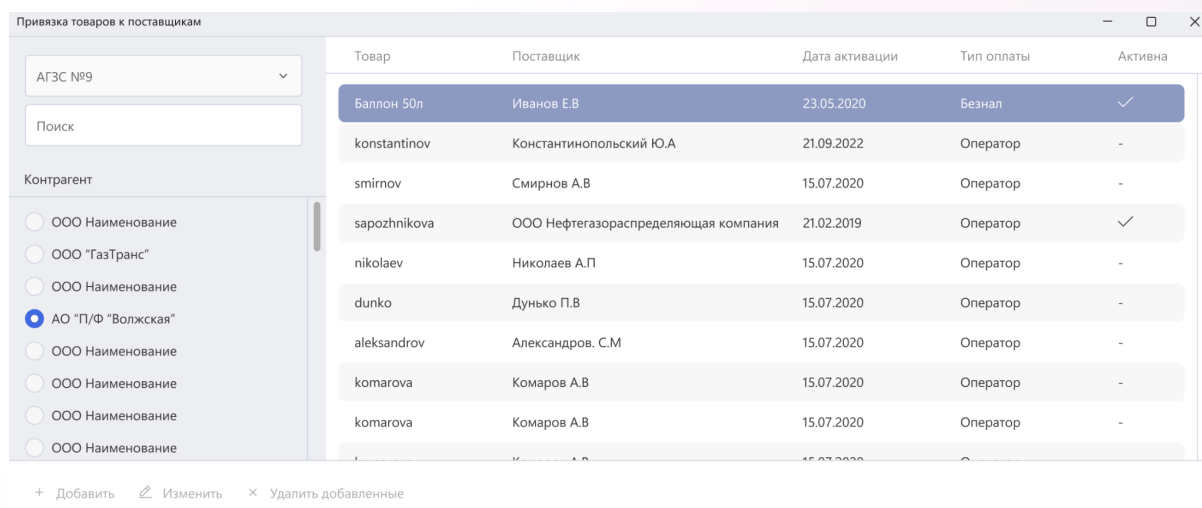 Привязка товаров к поставщикам
АГЗС №9
Поиск
Контрагент
ООО Наименование
ООО "ГазТранс"
ООО Наименование
АО "П/Ф "Волжская"
ООО Наименование
ООО Наименование
ООО Наименование
ООО Наименование
Товар Поставщик Дата активации Тип оплаты Активна
Баллон 50л Иванов Е.В 23.05.2020 Безнал
konstantinov Константинопольский Ю.А 21.09.2022 Оператор -
smirnov Смирнов А.В 15.07.2020 Оператор -
sapozhnikova ООО Нефтегазораспределяющая компания 21.02.2019 Оператор
nikolaev Николаев А.П 15.07.2020 Оператор -
dunko Дунько П.В 15.07.2020 Оператор -
aleksandrov Александров. С.М 15.07.2020 Оператор -
komarova Комаров А.В 15.07.2020 Оператор -
komarova Комаров А.В 15.07.2020 Оператор -
+ Добавить Изменить × Удалить добавленные